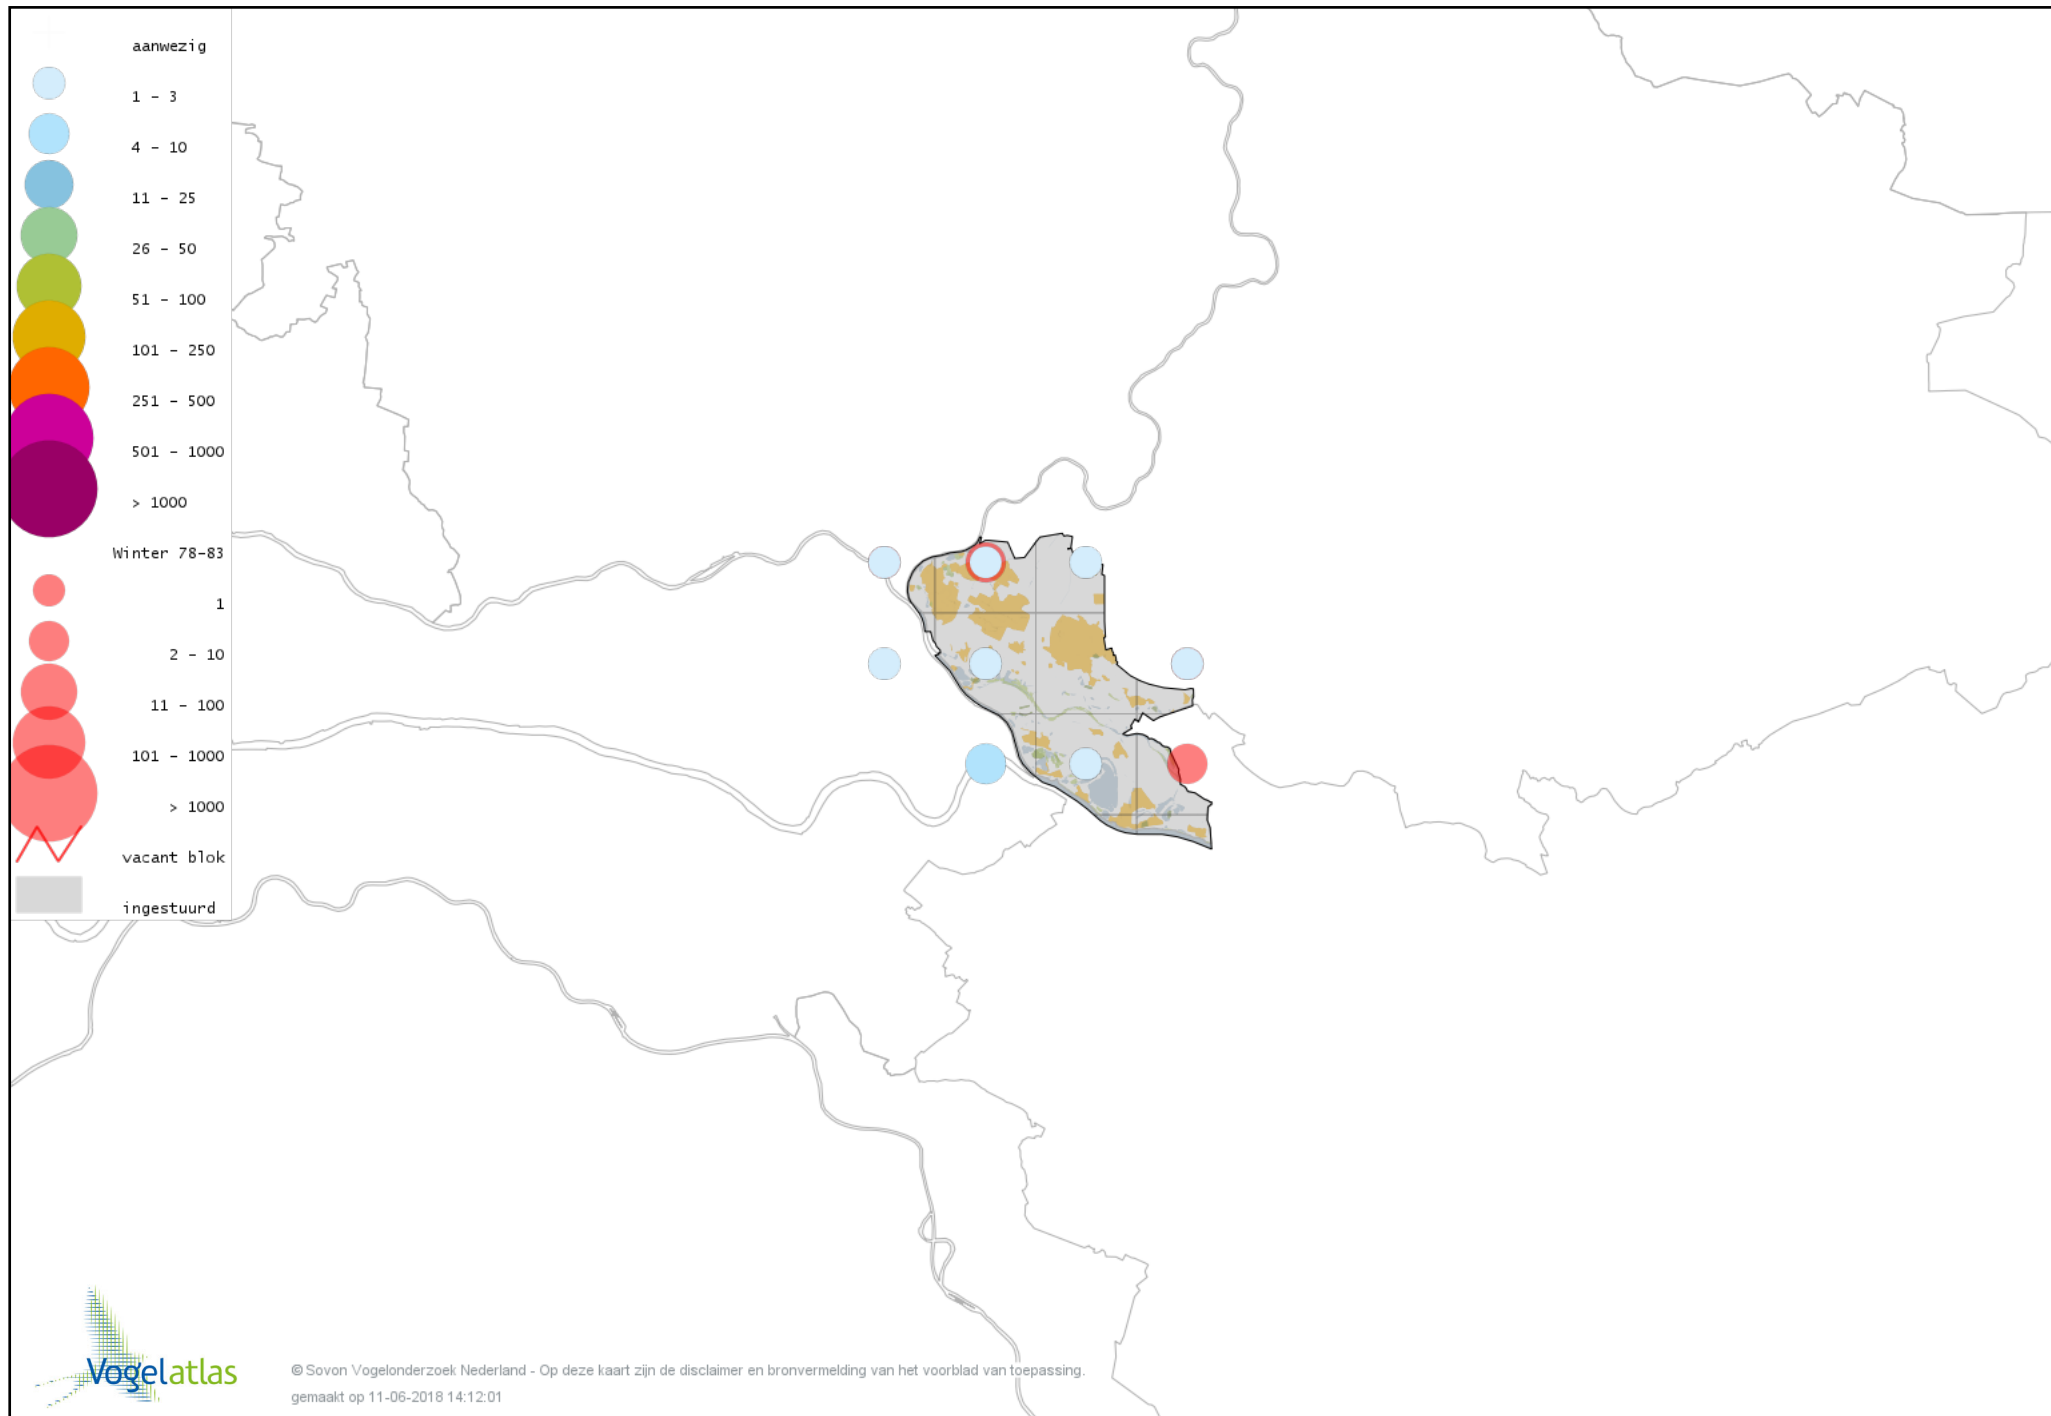 aanwezig
1 - 3
4 - 10
11 - 25
26 - 50
51 - 100
101 - 250
251 - 500
501 - 1000
> 1000
Winter 78-83
1
2 - 10
11 - 100
101 - 1000
> 1000
vacant blok
ingestuurd
Vogelatlas
© Sovon Vogelonderzoek Nederland - Op deze kaart zijn de disclaimer en bronvermelding van het voorblad van toepassing.
gemaakt op 11-06-2018 14:12:01